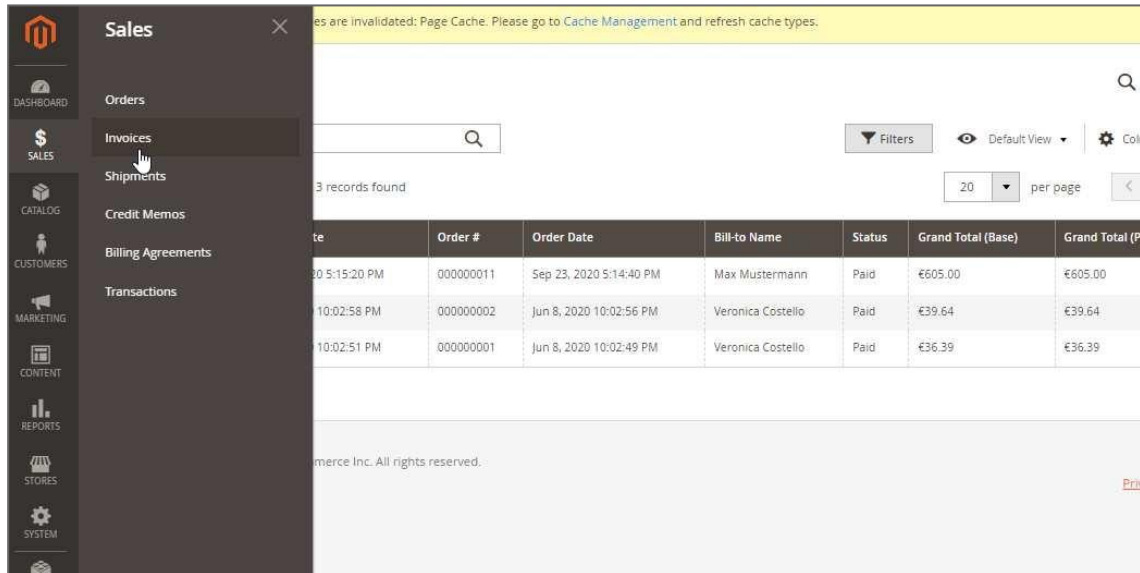 Sales
es are invalidated: Page Cache. Please go to Cache Management and refresh cache types.
DASHBOARD
Orders
SALES
Invoices
Filters
Default View
Col
Shipments
3 records found
20
per page
CATALOG
Credit Memos
te
Order #
Order Date
Bill-to Name
Status
Grand Total (Base)
Grand Total (P
CUSTOMERS
Billing Agreements
20 5:15:20 PM
000000011
Sep 23, 2020 5:14:40 PM
Max Mustermann
Paid
€605.00
€605.00
Transactions
MARKETING
10:02:58 PM
000000002
Jun 8, 2020 10:02:56 PM
Veronica Costello
Paid
€39.64
€39.64
10:02:51 PM
000000001
Jun 8, 2020 10:02:49 PM
Veronica Costello
Paid
€36.39
€36.39
CONTENT
REPORTS
merce Inc. All rights reserved.
STORES
Pri
SYSTEM